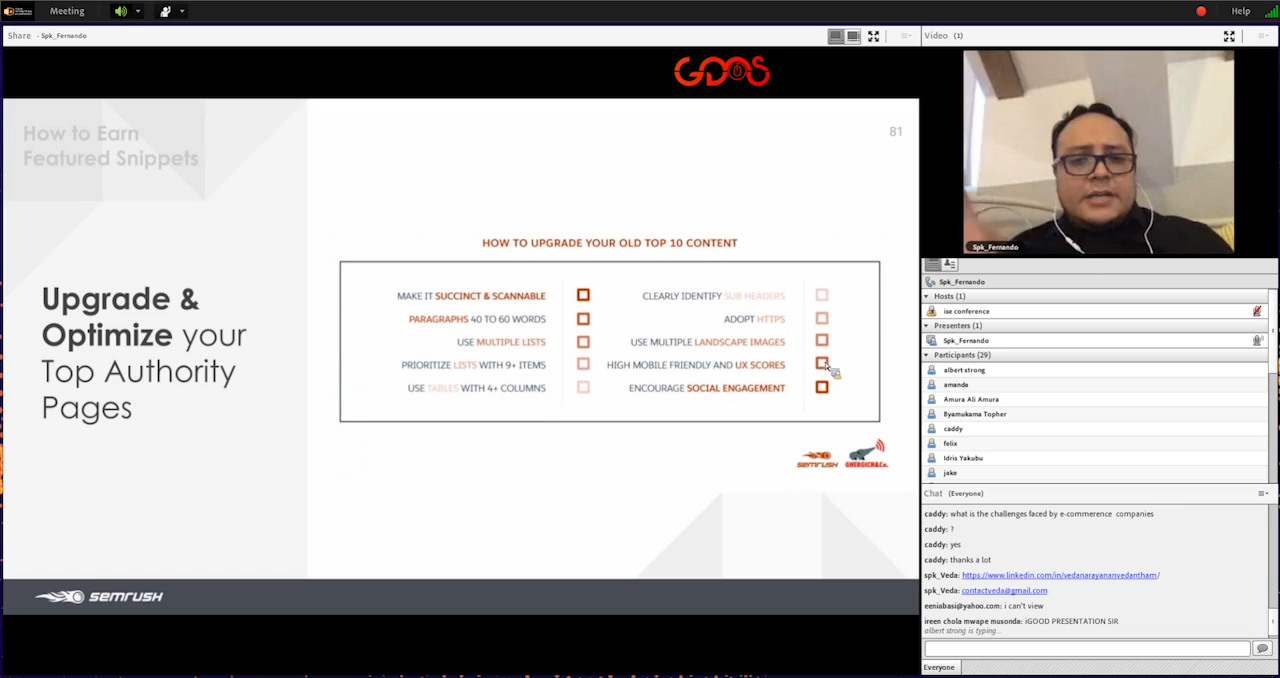 Meeting
Help
Share - Spk_Fernando
Video (1)
GDOS
How to Earn
Featured Snippets
81
Upgrade &
Optimize your
Top Authority
Pages
HOW TO UPGRADE YOUR OLD TOP 10 CONTENT
MAKE IT SUCCINCT & SCANNABLE
PARAGRAPHS 40 TO 60 WORDS
USE MULTIPLE LISTS
PRIORITIZE LISTS WITH 9+ ITEMS
USE TABLES WITH 4+ COLUMNS
CLEARLY IDENTIFY SUB HEADERS
ADOPT HTTPS
USE MULTIPLE LANDSCAPE IMAGES
HIGH MOBILE FRIENDLY AND UX SCORES
ENCOURAGE SOCIAL ENGAGEMENT
SEMRUSH
GHERGICH&Co.
SEMRUSH
Spk_Fernando
Spk_Fernando
Hosts (1)
ise conference
Presenters (1)
Spk_Fernando
Participants (29)
albert strong
amanda
Amura Ali Amura
Byamukama Topher
caddy
felix
Idris Yakubu
jake
Chat (Everyone)
caddy: what is the challenges faced by e-commerence companies
caddy: ?
caddy: yes
caddy: thanks a lot
spk_Veda: https://www.linkedin.com/in/vedanarayananvedantham/
spk_Veda: contactveda@gmail.com
eeniabasi@yahoo.com: i can't view
ireen chola mwape musonda: iGOOD PRESENTATION SIR
albert strong is typing...
Everyone